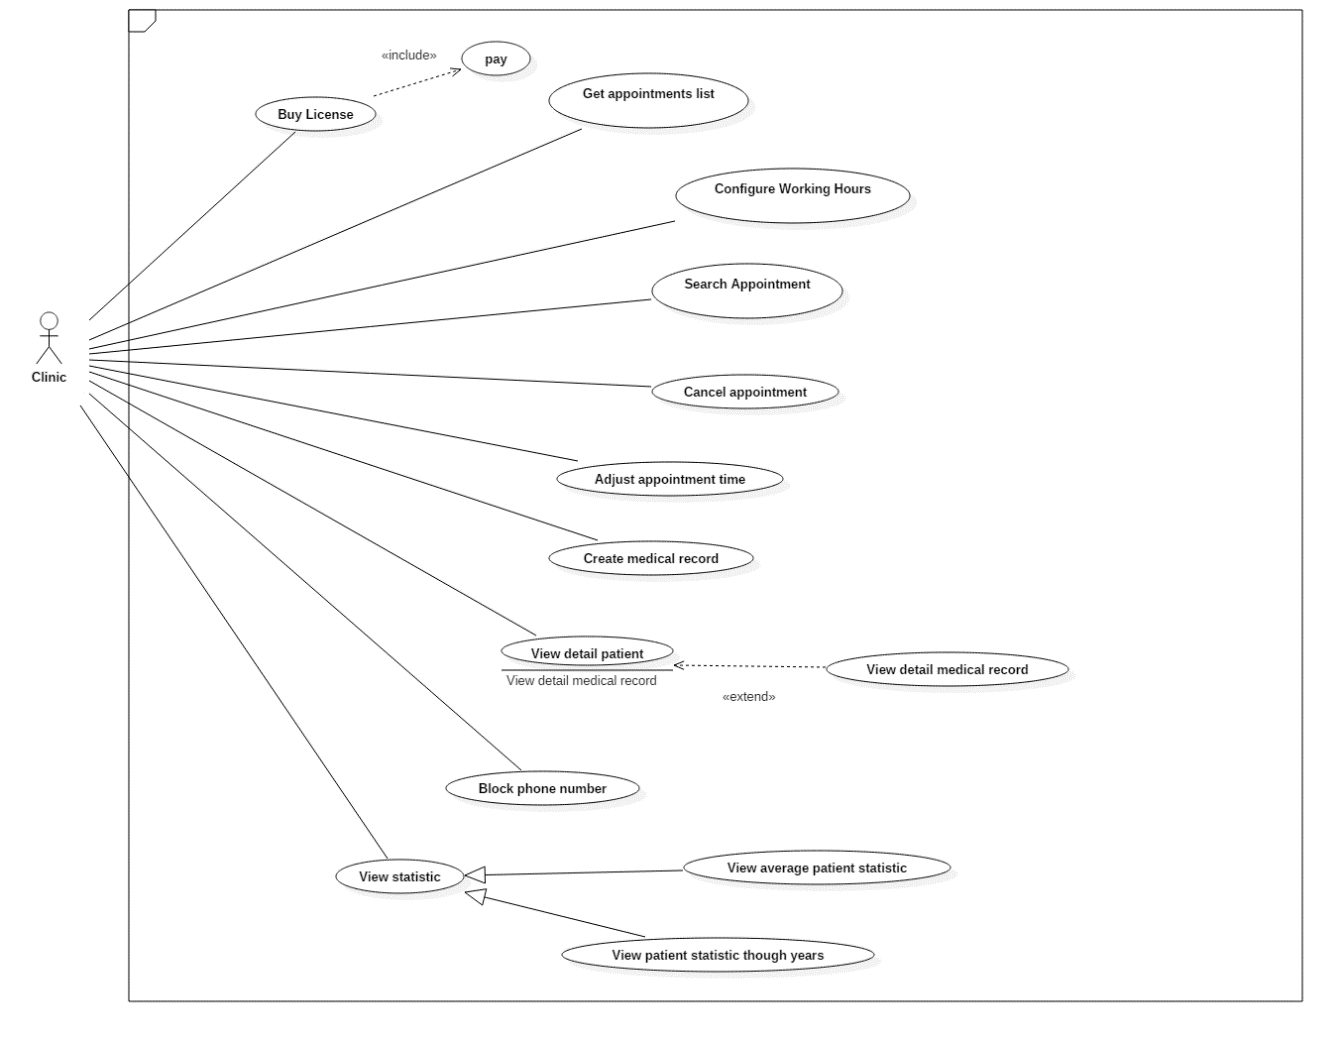 «include»
pay
Buy License
Get appointments list
Configure Working Hours
Search Appointment
Clinic
Cancel appointment
Adjust appointment time
Create medical record
View detail patient
View detail medical record
View detail medical record
«extend»
Block phone number
View statistic
View average patient statistic
View patient statistic though years